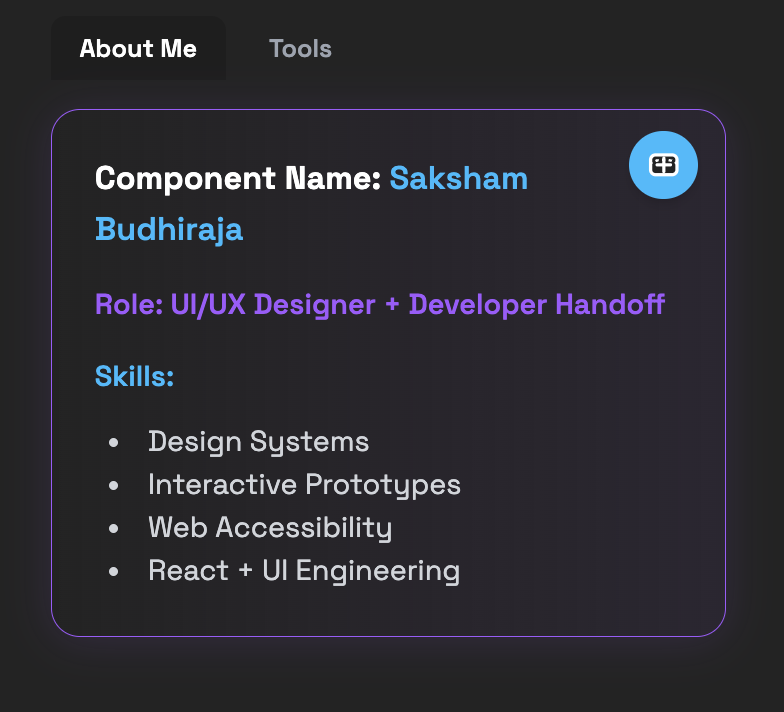 About Me
Tools
Component Name: Saksham
Budhiraja
Role: UI/UX Designer + Developer Handoff
Skills:
• Design Systems
• Interactive Prototypes
• Web Accessibility
• React + UI Engineering